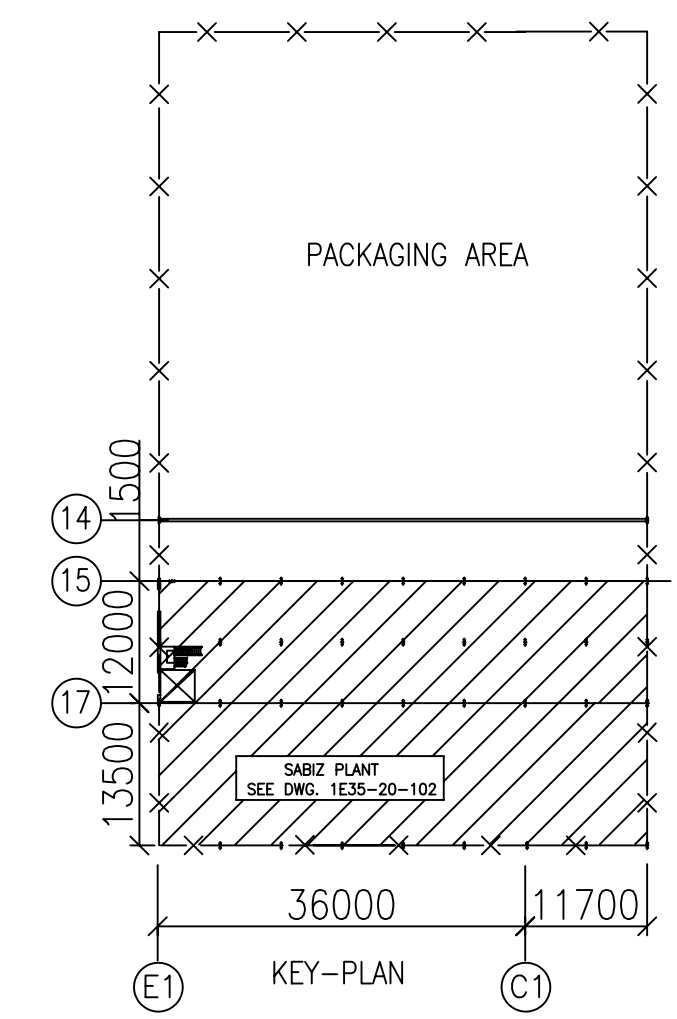 PACKAGING AREA
1500
14
15
12000
17
13500
SABIZ PLANT
SEE DWG. 1E35-20-102
36000
11700
KEY-PLAN
E1
C1